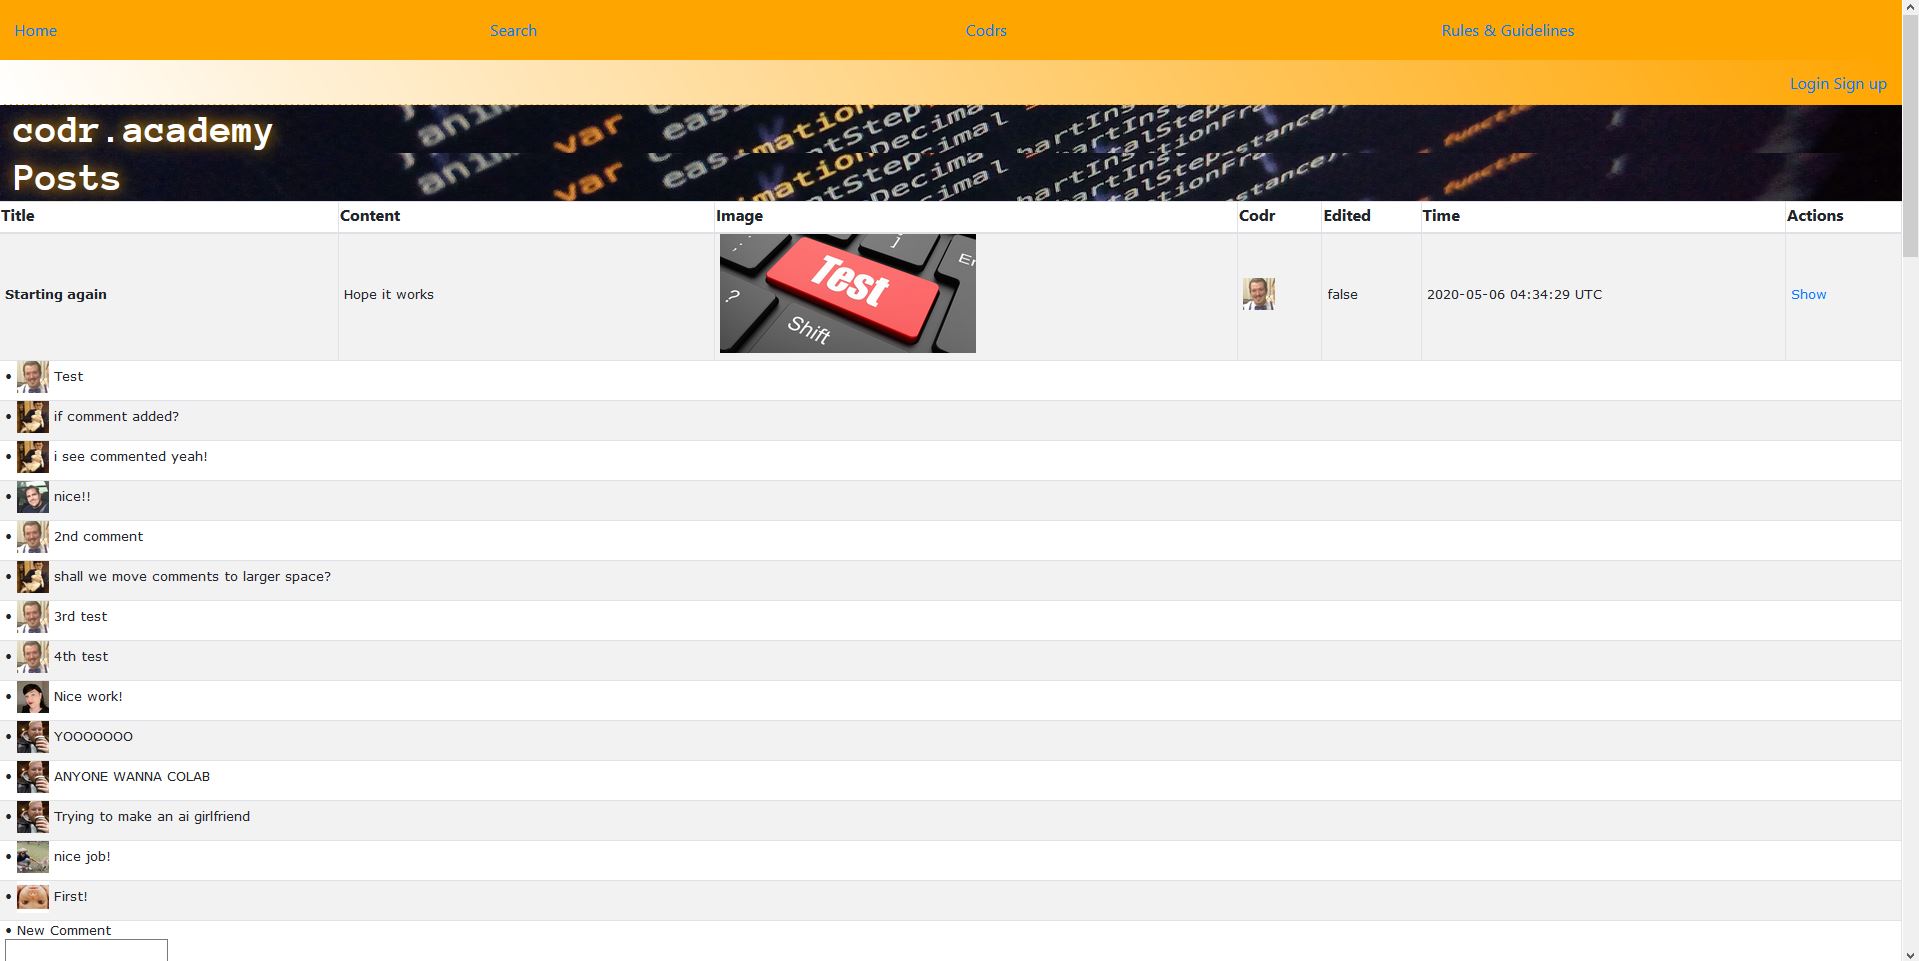 Home Search Codrs Rules & Guidelines
Login Sign up
codr.academy
Posts
var
Title Content Image Codr Edited Time Actions
Starting again Hope it works Test Shift ? false 2020-05-06 04:34:29 UTC Show
• Test
• if comment added?
• i see commented yeah!
• nice!!
• 2nd comment
• shall we move comments to larger space?
• 3rd test
• 4th test
• Nice work!
• YOOOOOOO
• ANYONE WANNA COLAB
• Trying to make an ai girlfriend
• nice job!
• First!
• New Comment